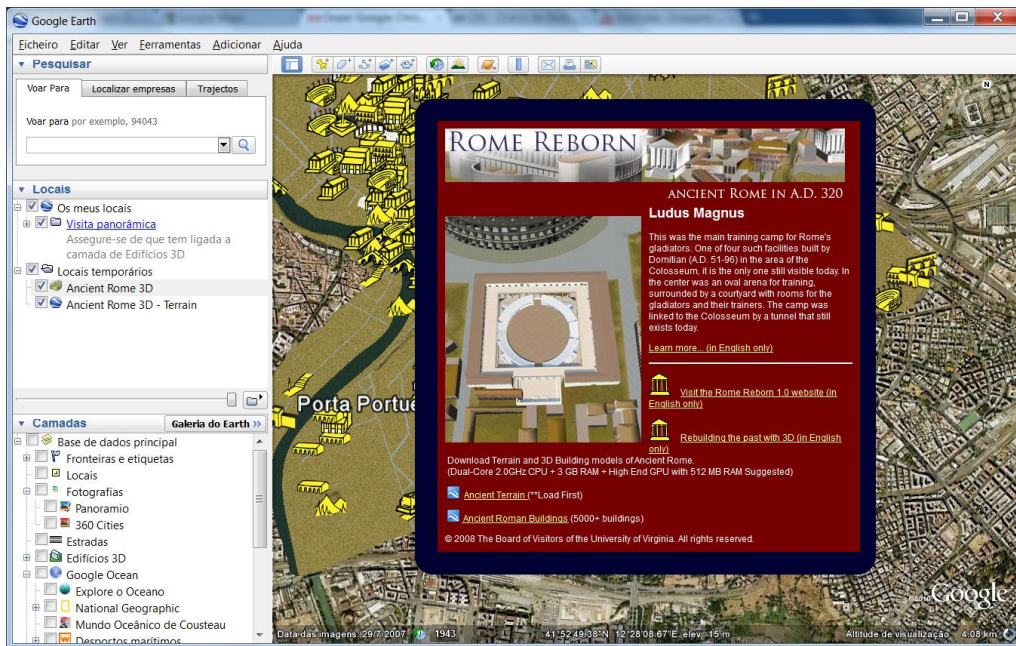 Google Earth
Ficheiro Editar Ver Ferramentas Adicionar Ajuda
Pesquisar
Voar Para Localizar empresas Trajectos
Voar para por exemplo, 94043
Locais
Os meus locais
Visita panorâmica
Assegure-se de que tem ligada a
camada de Edifícios 3D
Locais temporários
Ancient Rome 3D
Ancient Rome 3D - Terrain
Camadas Galeria do Earth >>
Base de dados principal
Fronteiras e etiquetas
Locais
Fotografias
Panoramio
360 Cities
Estradas
Edifícios 3D
Google Ocean
Explore o Oceano
National Geographic
Mundo Oceânico de Cousteau
Desportos marítimos
N
Porta Portue
ROME REBORN
ANCIENT ROME IN A.D. 320
Ludus Magnus
This was the main training camp for Rome's
gladiators. One of four such facilities built by
Domitian (A.D. 51-96) in the area of the
Colosseum, it is the only one still visible today. In
the center was an oval arena for training,
surrounded by a courtyard with rooms for the
gladiators and their trainers. The camp was
linked to the Colosseum by a tunnel that still
exists today.
Learn more... (in English only)
Visit the Rome Reborn 1.0 website (in
English only)
Rebuilding the past with 3D (in English
only)
Download Terrain and 3D Building models of Ancient Rome.
(Dual-Core 2.0GHz CPU + 3 GB RAM + High End GPU with 512 MB RAM Suggested)
Ancient Terrain (**Load First)
Ancient Roman Buildings (5000+ buildings)
© 2008 The Board of Visitors of the University of Virginia. All rights reserved.
Google
Data das imagens: 29/7/2007 1943 41°52'49.38"N 12°28'08.67"E elev 15 m Altitude de visualização 4.08 km